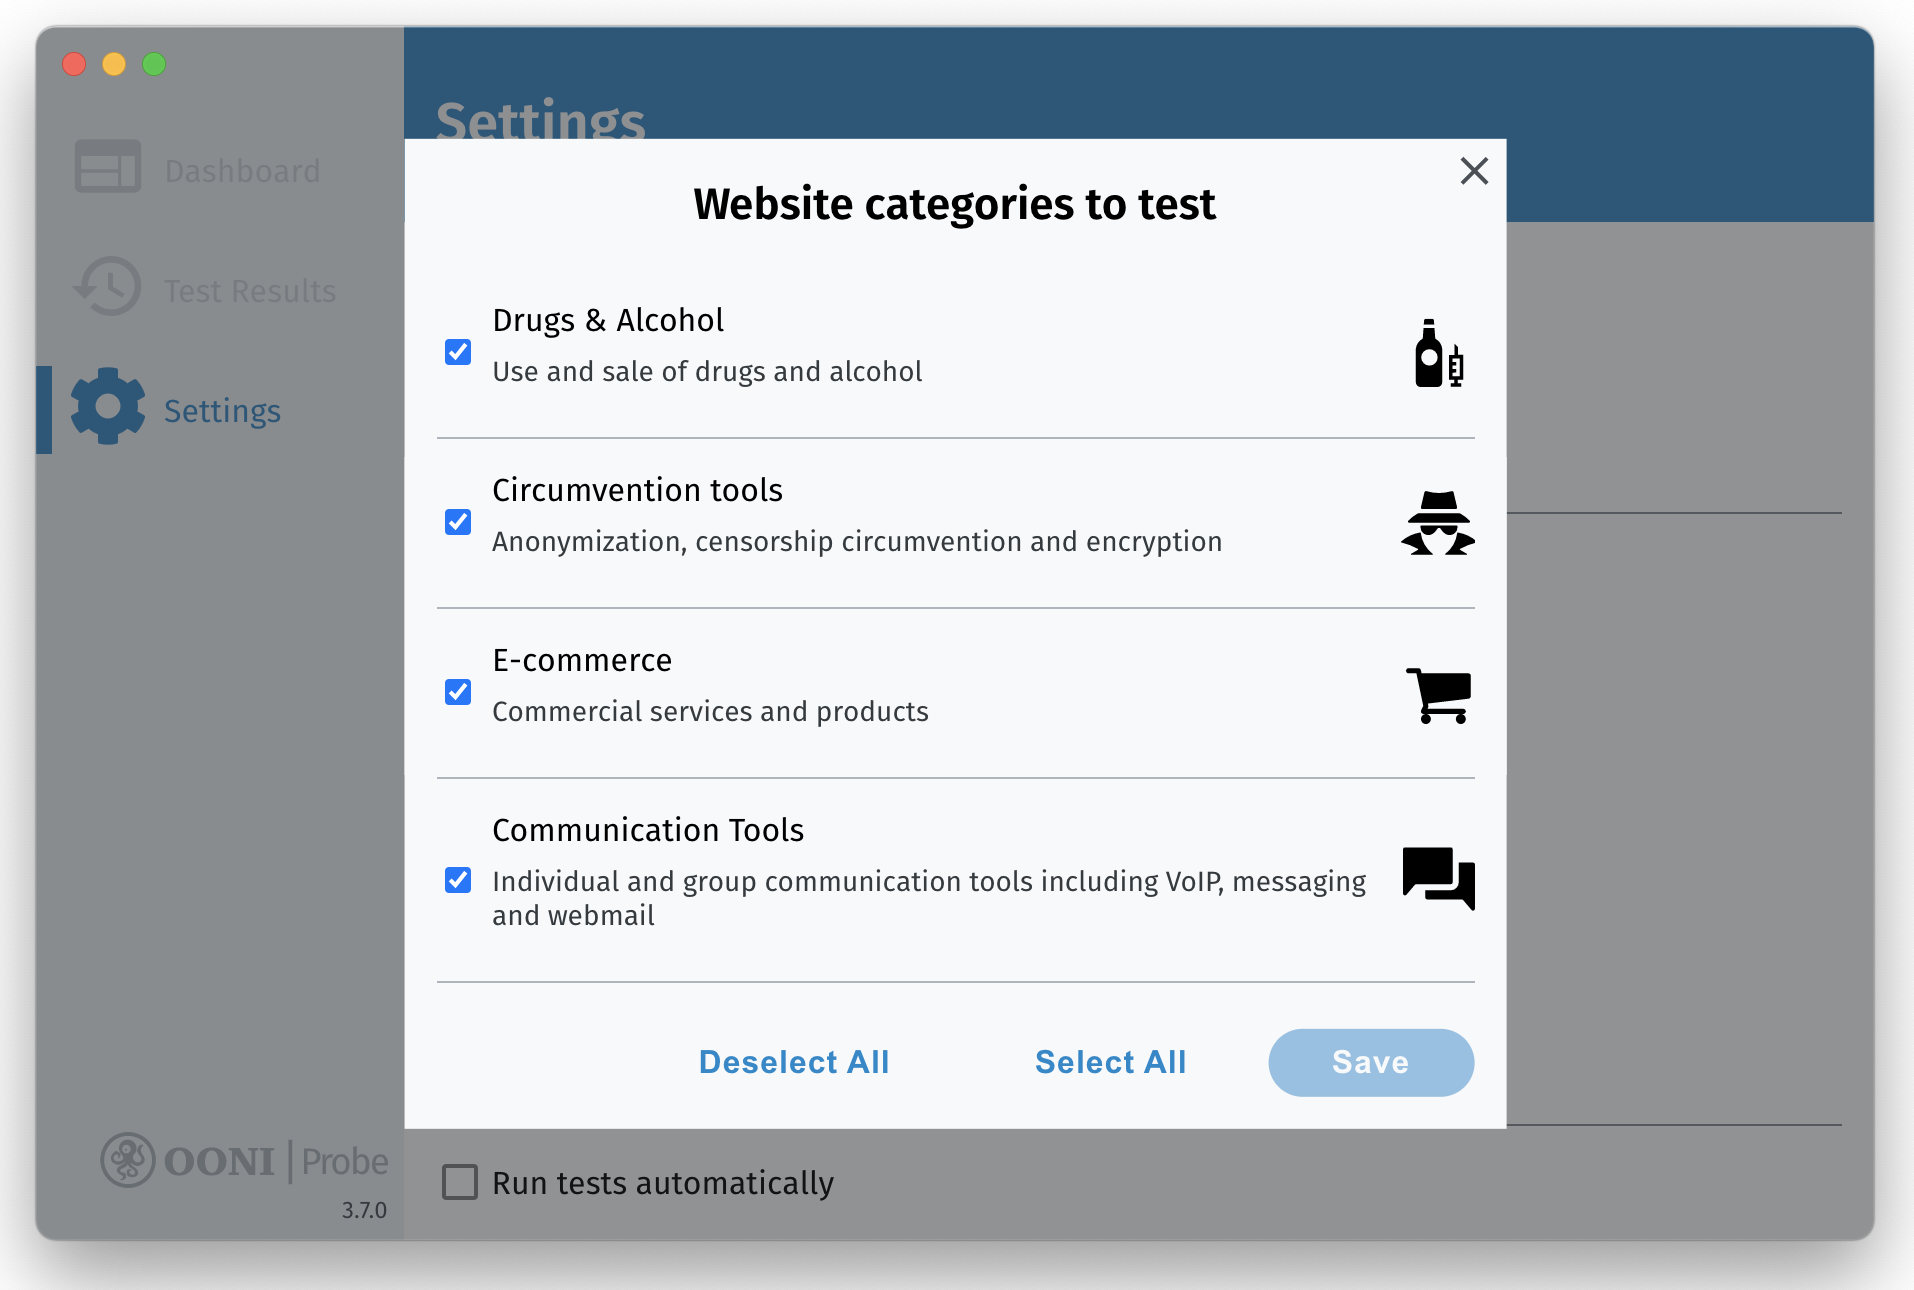 Settings
Dashboard
Test Results
Settings
Website categories to test
Drugs & Alcohol
Use and sale of drugs and alcohol
Circumvention tools
Anonymization, censorship circumvention and encryption
E-commerce
Commercial services and products
Communication Tools
Individual and group communication tools including VoIP, messaging
and webmail
Deselect All
Select All
Save
Run tests automatically
OONI | Probe
3.7.0